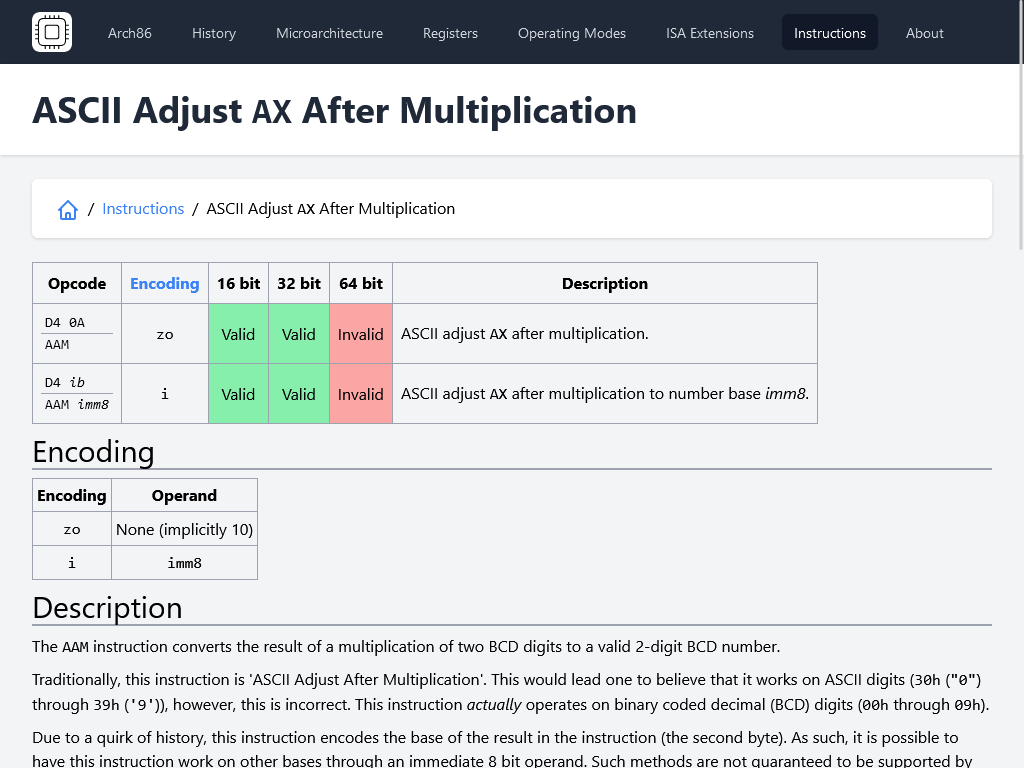 Arch86 History Microarchitecture Registers Operating Modes ISA Extensions Instructions About
ASCII Adjust AX After Multiplication
/ Instructions / ASCII Adjust AX After Multiplication
Opcode Encoding 16 bit 32 bit 64 bit Description
D4 0A
AAM
zo Valid Valid Invalid ASCII adjust AX after multiplication.
D4 ib
AAM imm8
i Valid Valid Invalid ASCII adjust AX after multiplication to number base imm8.
Encoding
Encoding Operand
zo None (implicitly 10)
i imm8
Description
The AAM instruction converts the result of a multiplication of two BCD digits to a valid 2-digit BCD number.
Traditionally, this instruction is 'ASCII Adjust After Multiplication'. This would lead one to believe that it works on ASCII digits (30h ("0")
through 39h ('9')), however, this is incorrect. This instruction actually operates on binary coded decimal (BCD) digits (00h through 09h).
Due to a quirk of history, this instruction encodes the base of the result in the instruction (the second byte). As such, it is possible to
have this instruction work on other bases through an immediate 8 bit operand. Such methods are not guaranteed to be supported by